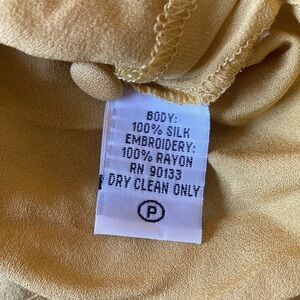 BODY:
100% SILK
EMBROIDERY:
100% RAYON
RN 90133
DRY CLEAN ONLY
P